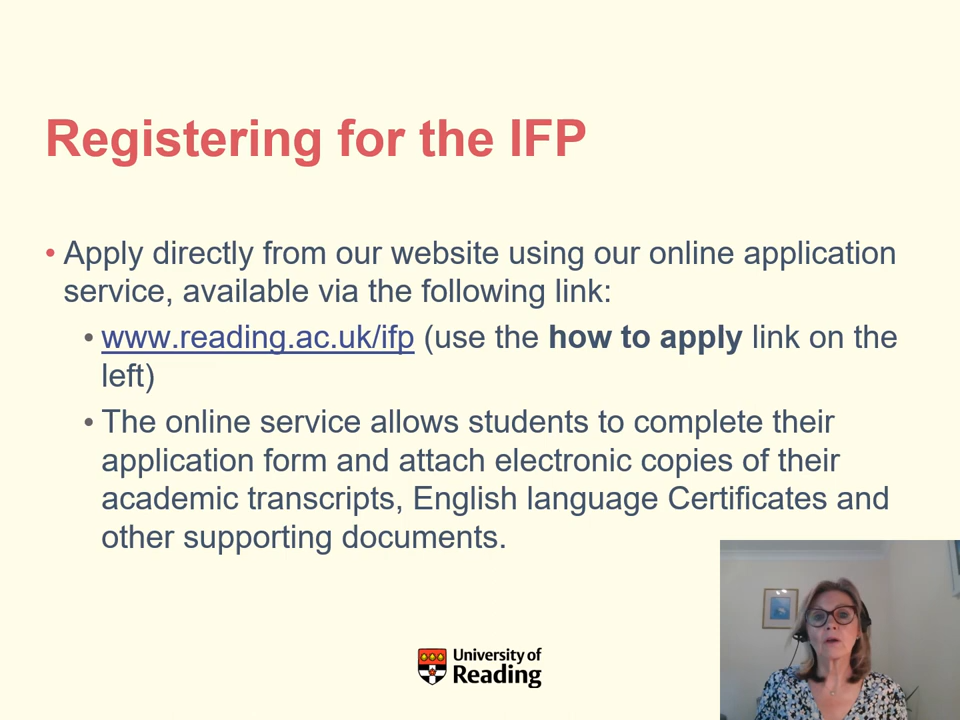 Registering for the IFP
• Apply directly from our website using our online application
service, available via the following link:
• www.reading.ac.uk/ifp (use the how to apply link on the
left)
• The online service allows students to complete their
application form and attach electronic copies of their
academic transcripts, English language Certificates and
other supporting documents.
University of
Reading